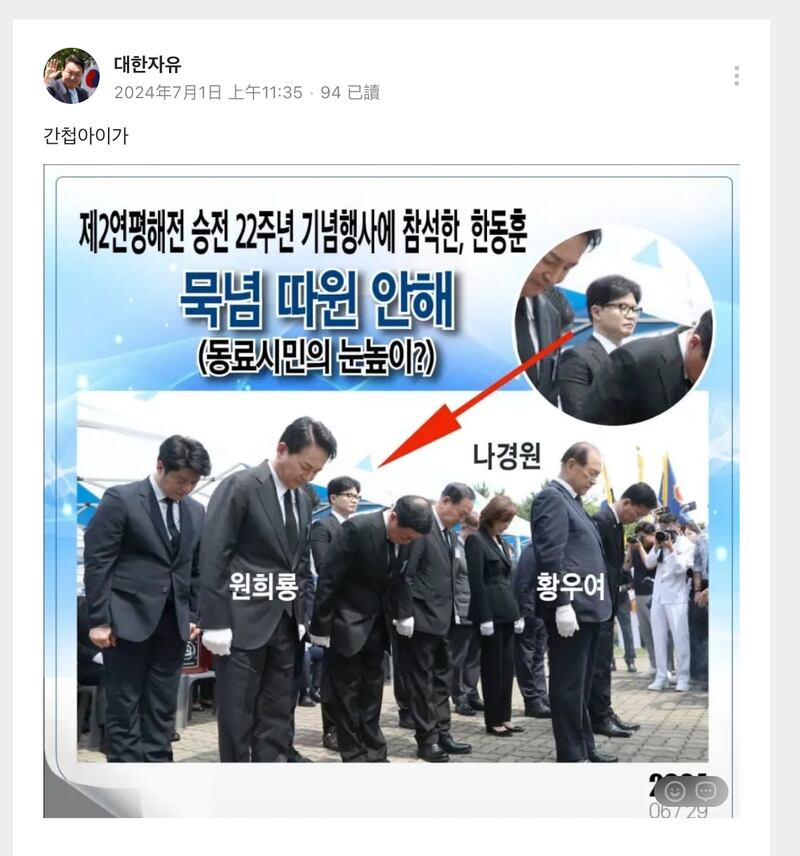 대한자유
2024年7月1日 上午11:35 · 94 已讀
간첩아이가
제2연평해전 승전 22주년 기념행사에 참석한, 한동훈
묵념 따윈 안해
(동료시민의 눈높이?)
나경원
원희룡
황우여
06/29